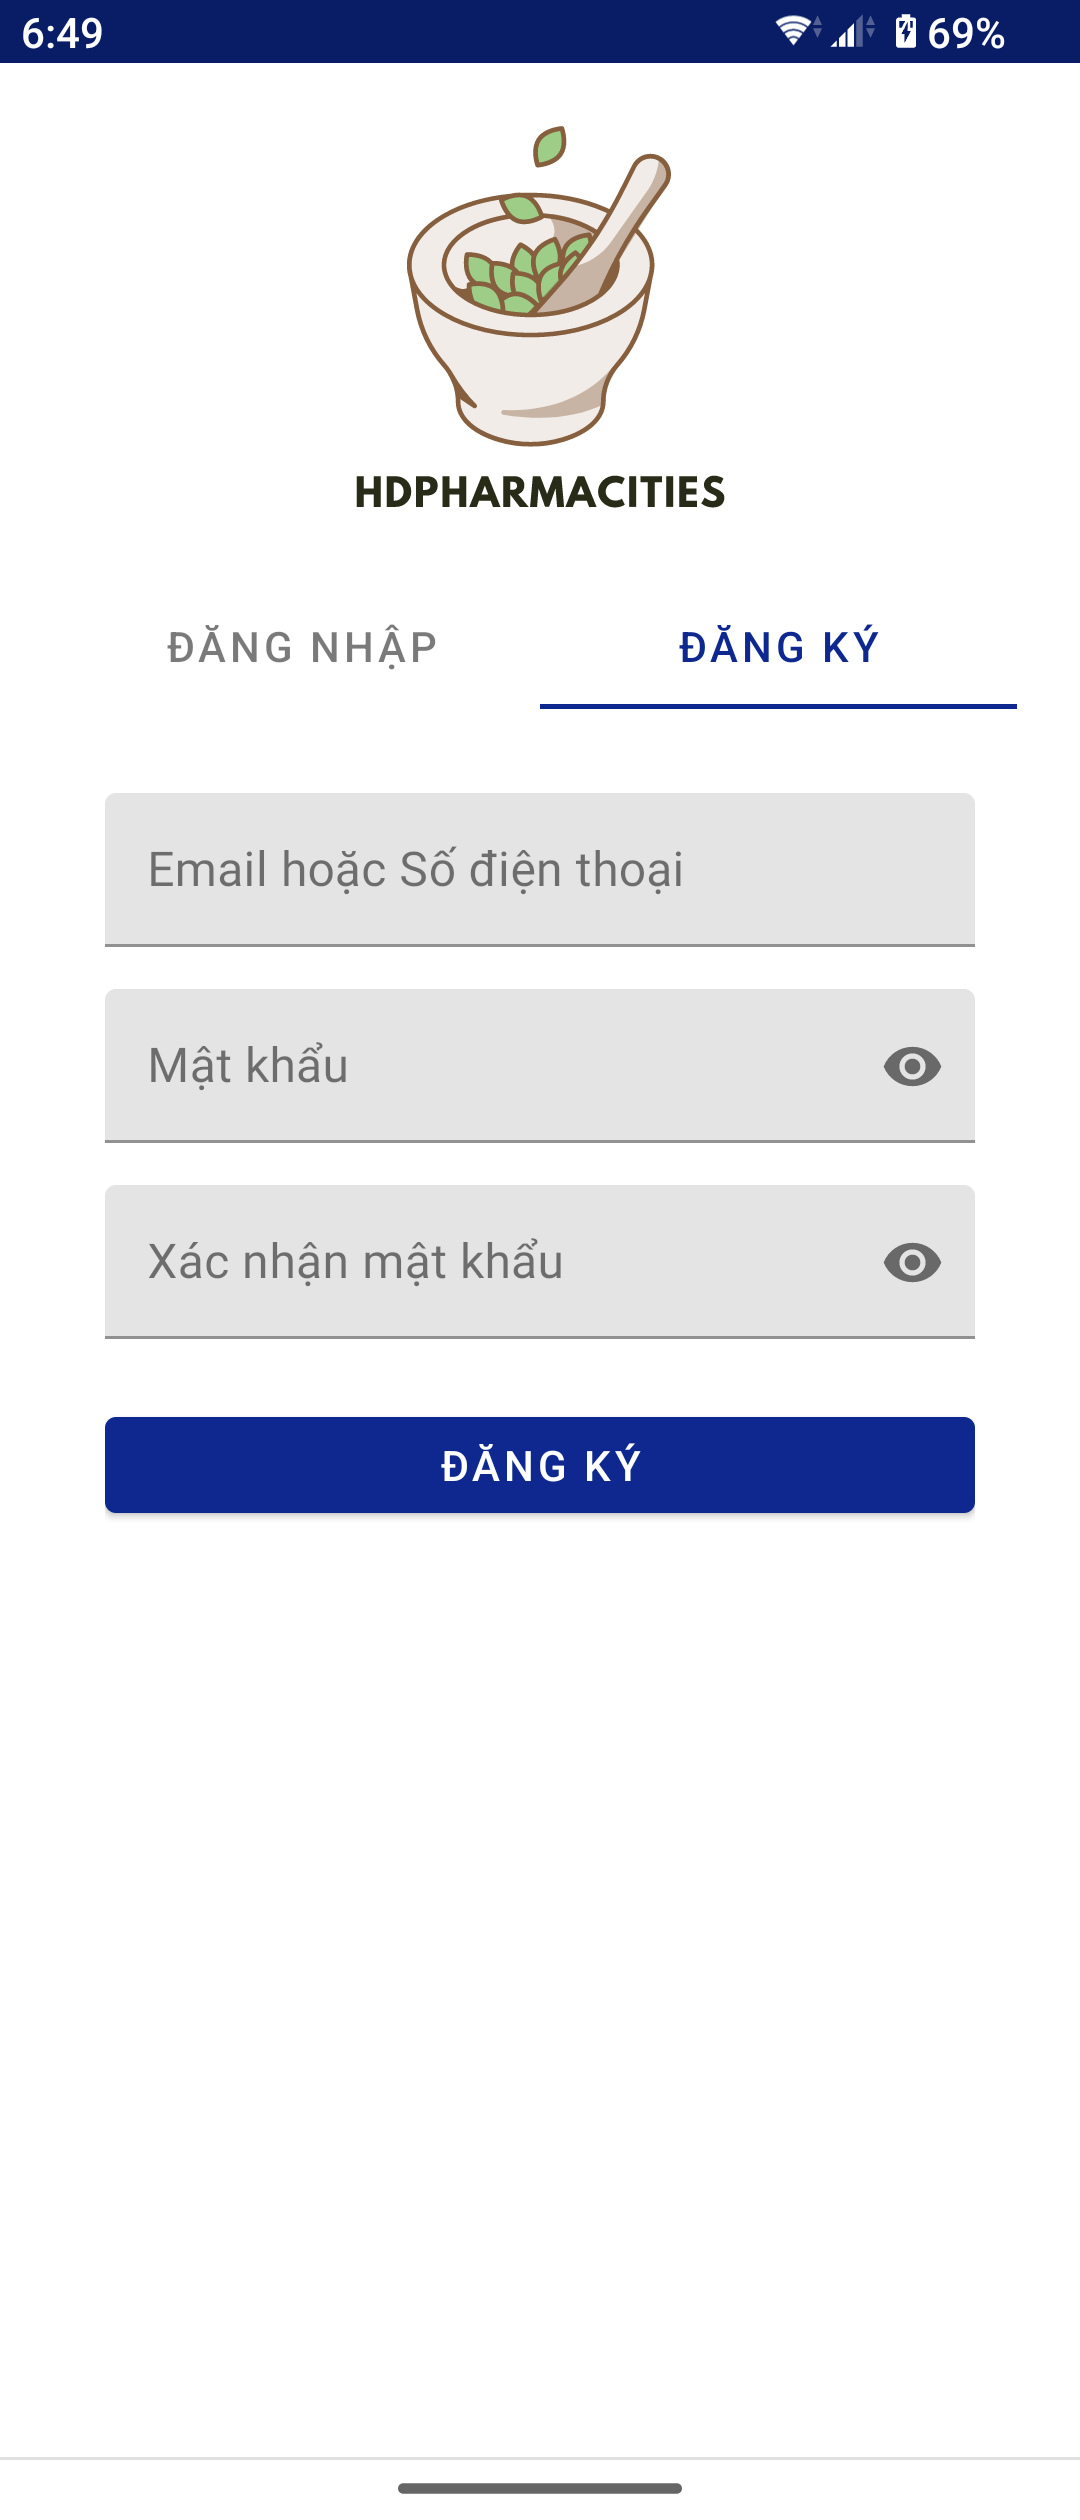 6:49
69%
HDPHARMACITIES
ĐĂNG NHẬP
ĐĂNG KÝ
Email hoặc Số điện thoại
Mật khẩu
Xác nhận mật khẩu
ĐĂNG KÝ